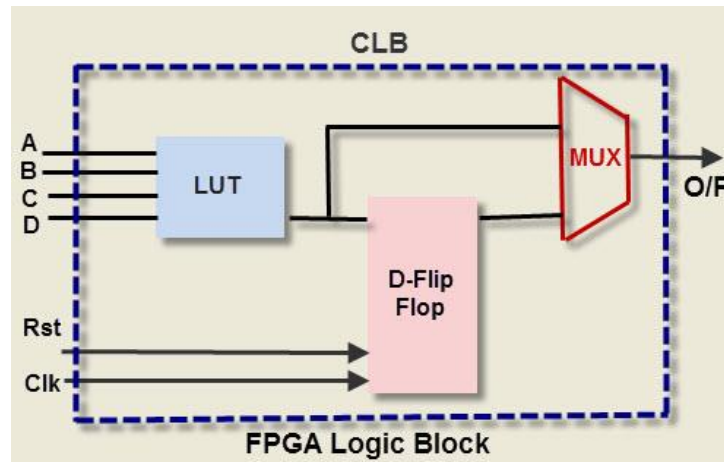 CLB
A
B
C
D
LUT
MUX
O/P
D-Flip
Flop
Rst
Clk
FPGA Logic Block